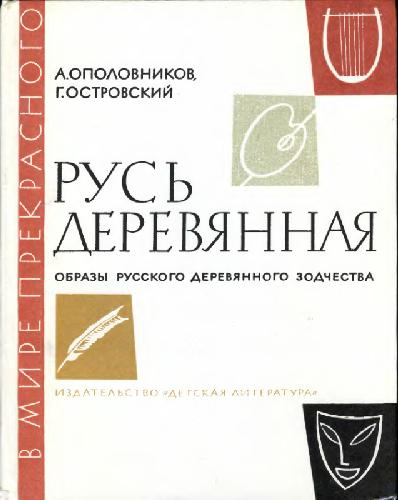 В МИРЕ ПРЕКРАСНОГО
А.ОПОЛОВНИКОВ,
Г.ОСТРОВСКИЙ
РУСЬ
ДЕРЕВЯННАЯ
ОБРАЗЫ РУССКОГО ДЕРЕВЯННОГО ЗОДЧЕСТВА
ИЗДАТЕЛЬСТВО «ДЕТСКАЯ ЛИТЕРАТУРА»